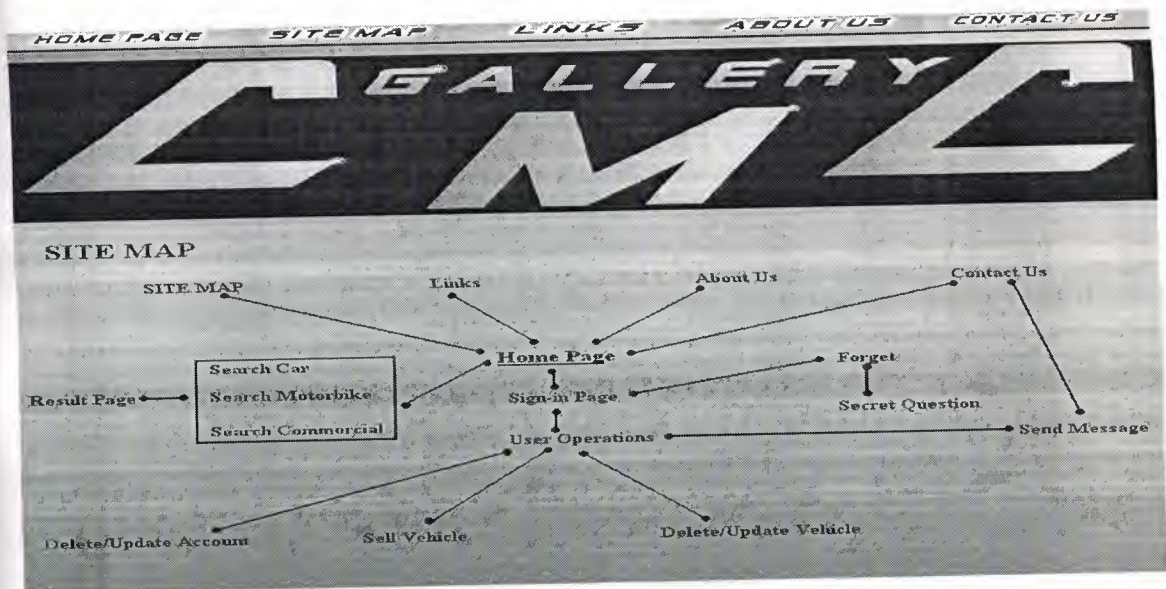 HOME PAGE SITE MAP LINKS ABOUT US CONTACT US
GALLERY
CMC
SITE MAP
SITE MAP Links About Us Contact Us
Home Page Forget
Search Car
Result Page Search Motorbike Sign-in Page Secret Question
Search Commorcial User Operations Send Message
Delete/Update Account Sell Vehicle Delete/Update Vehicle